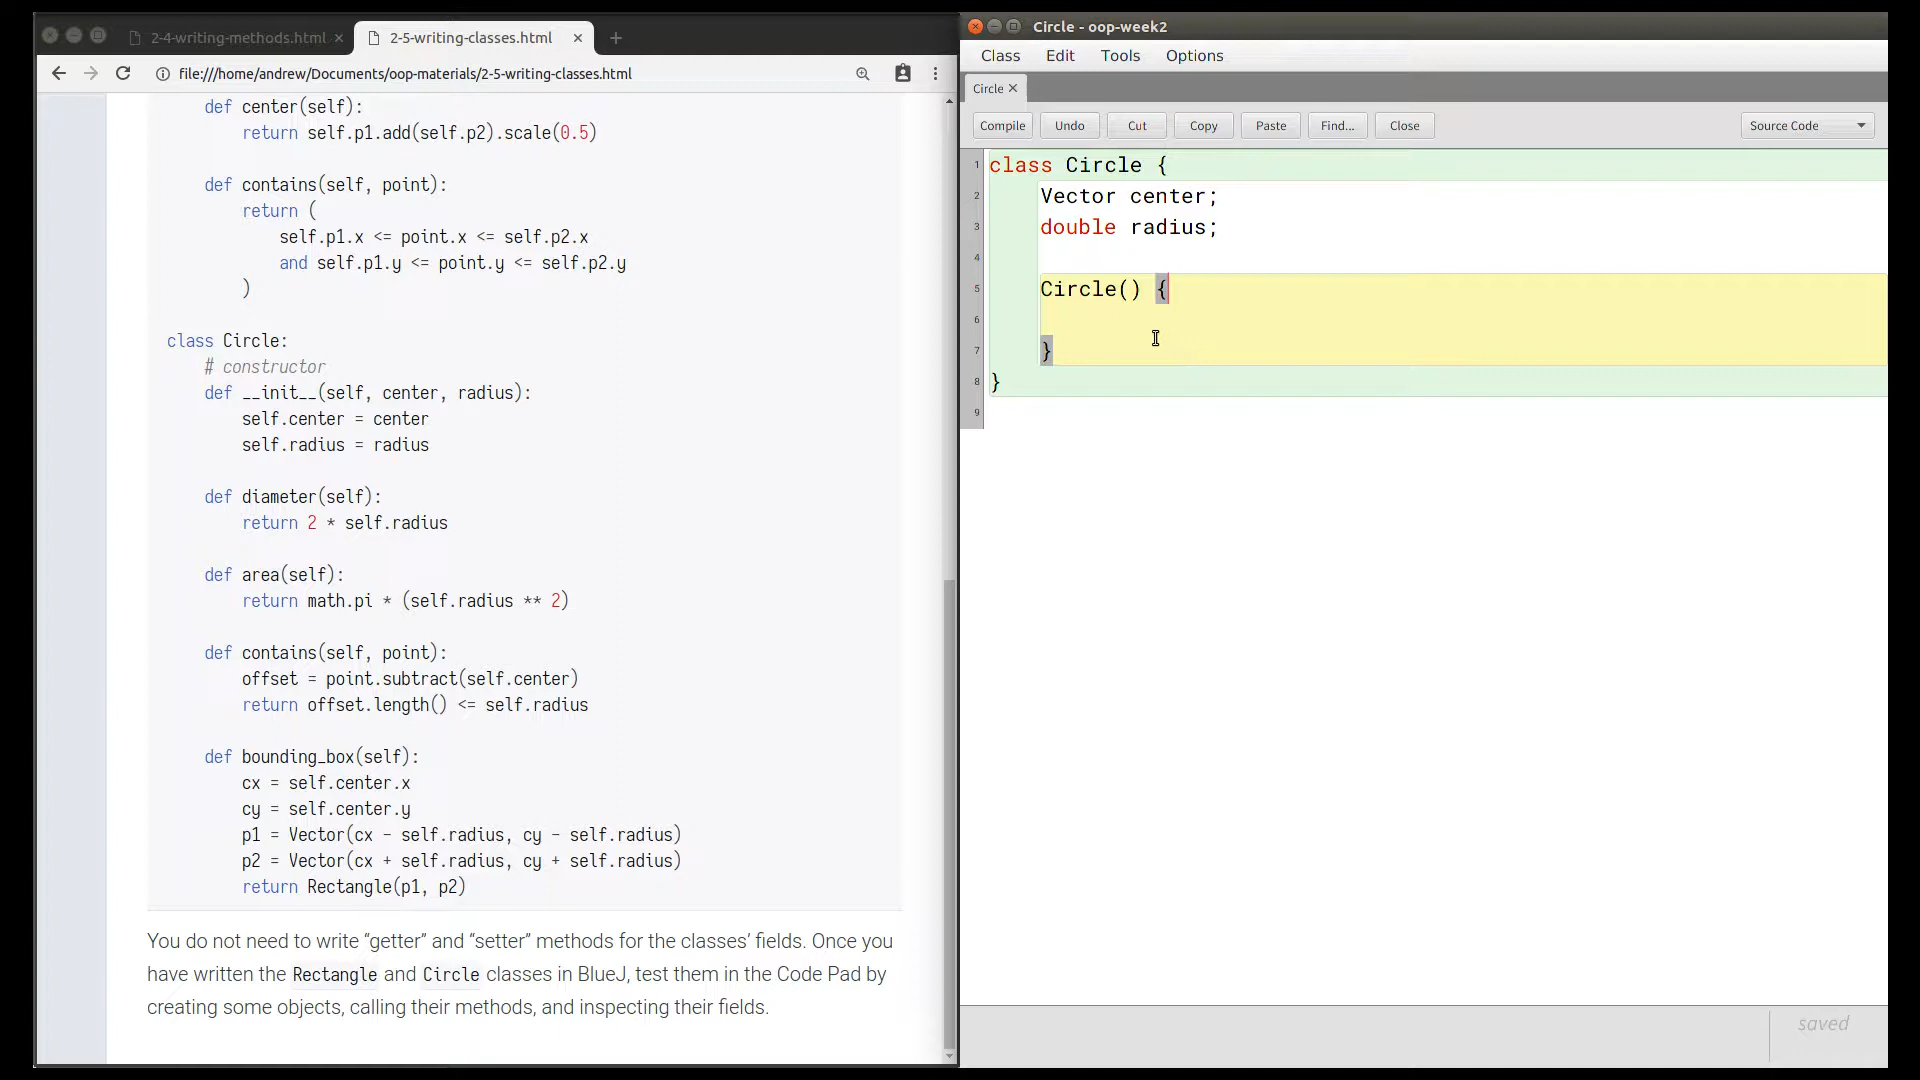 2-4-writing-methods.html
2-5-writing-classes.html
file:///home/andrew/Documents/oop-materials/2-5-writing-classes.html
def center(self):
return self.p1.add(self.p2).scale(0.5)
def contains(self, point):
return (
self.p1.x <= point.x <= self.p2.x
and self.p1.y <= point.y <= self.p2.y
)
class Circle:
# constructor
def __init__(self, center, radius):
self.center = center
self.radius = radius
def diameter(self):
return 2 * self.radius
def area(self):
return math.pi * (self.radius ** 2)
def contains(self, point):
offset = point.subtract(self.center)
return offset.length() <= self.radius
def bounding_box(self):
cx = self.center.x
cy = self.center.y
p1 = Vector(cx - self.radius, cy - self.radius)
p2 = Vector(cx + self.radius, cy + self.radius)
return Rectangle(p1, p2)
You do not need to write “getter” and “setter” methods for the classes’ fields. Once you
have written the Rectangle and Circle classes in BlueJ, test them in the Code Pad by
creating some objects, calling their methods, and inspecting their fields.
Circle - oop-week2
Class Edit Tools Options
Circle
Compile Undo Cut Copy Paste Find... Close Source Code
1 class Circle {
2 Vector center;
3 double radius;
4
5 Circle() {
6
7 }
8 }
9
saved